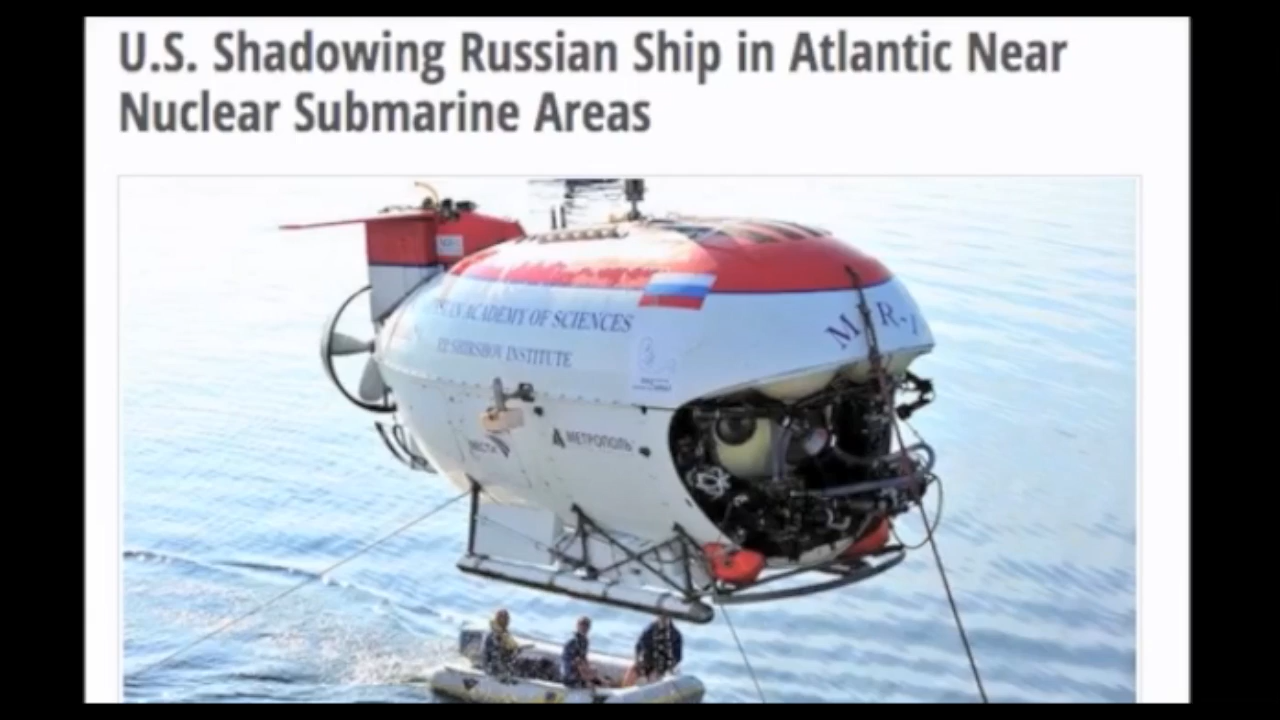 U.S. Shadowing Russian Ship in Atlantic Near
Nuclear Submarine Areas
ACADEMY OF SCIENCES
SHIRSHOV INSTITUTE
МЕТРОПОЛЬ